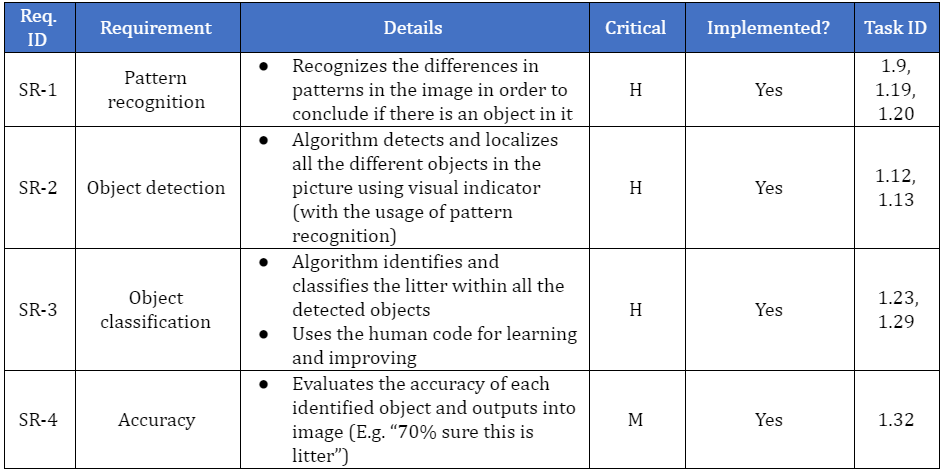 Req. ID Requirement Details Critical Implemented? Task ID
SR-1 Pattern recognition
● Recognizes the differences in
patterns in the image in order to
conclude if there is an object in it
H Yes 1.9, 1.19, 1.20
SR-2 Object detection
● Algorithm detects and localizes
all the different objects in the
picture using visual indicator
(with the usage of pattern
recognition)
H Yes 1.12, 1.13
SR-3 Object classification
● Algorithm identifies and
classifies the litter within all the
detected objects
● Uses the human code for learning
and improving
H Yes 1.23, 1.29
SR-4 Accuracy
● Evaluates the accuracy of each
identified object and outputs into
image (E.g. “70% sure this is
litter”)
M Yes 1.32